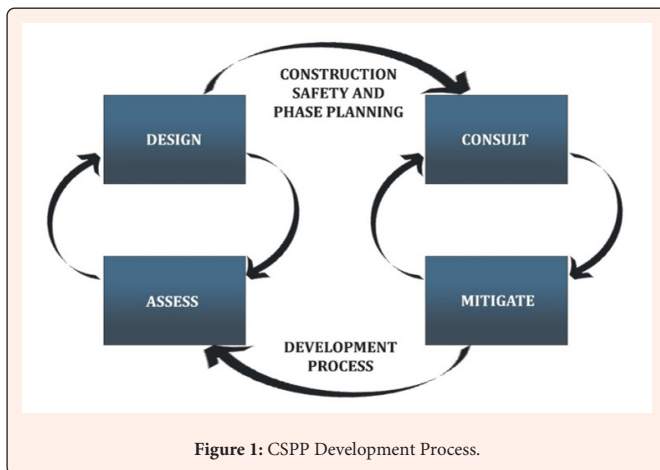 CONSTRUCTION
SAFETY AND
PHASE PLANNING
DESIGN
CONSULT
ASSESS
MITIGATE
DEVELOPMENT
PROCESS
Figure 1: CSPP Development Process.